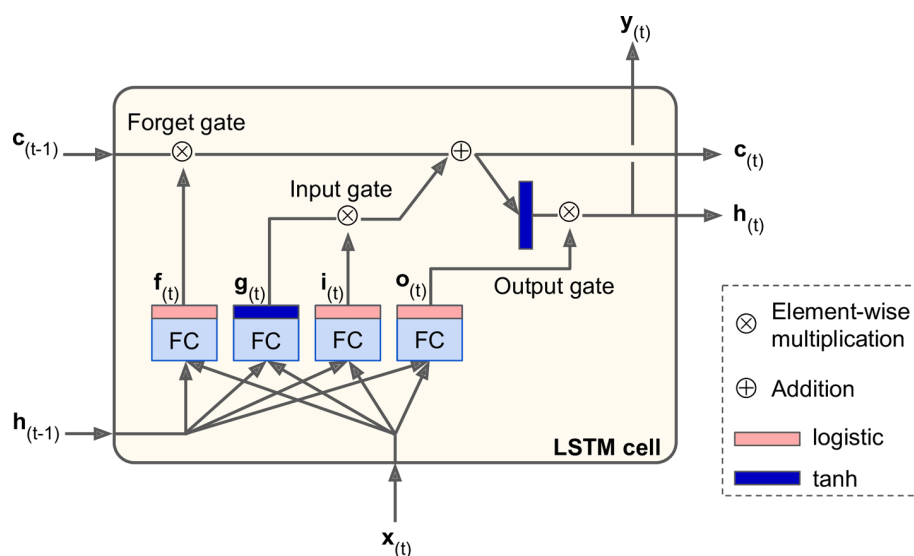 y(t)
Forget gate
c(t-1)
c(t)
Input gate
h(t)
f(t)
g(t)
i(t)
o(t)
Output gate
FC
FC
FC
FC
h(t-1)
LSTM cell
x(t)
Element-wise
multiplication
Addition
logistic
tanh